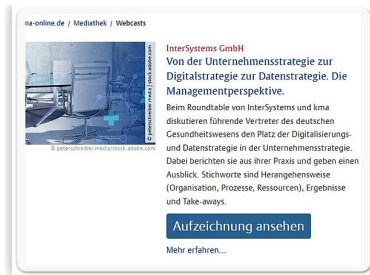 na-online.de / Mediathek / Webcasts
InterSystems GmbH
Von der Unternehmensstrategie zur
Digitalstrategie zur Datenstrategie. Die
Managementperspektive.
Beim Roundtable von InterSystems und kma
diskutieren führende Vertreter des deutschen
Gesundheitswesens den Platz der Digitalisierungs-
und Datenstrategie in der Unternehmensstrategie.
Dabei berichten sie aus ihrer Praxis und geben einen
Ausblick. Stichworte sind Herangehensweise
(Organisation, Prozesse, Ressourcen), Ergebnisse
und Take-aways.
Aufzeichnung ansehen
Mehr erfahren...
© peterschreiber.media / stock.adobe.com
© peterschreiber.media/stock.adobe.com